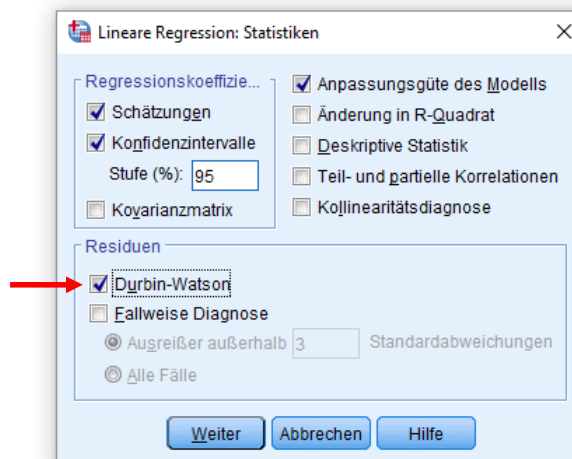 Lineare Regression: Statistiken
Regressionskoeffizie...
Schätzungen
Konfidenzintervalle
Stufe (%): 95
Kovarianzmatrix
Anpassungsgüte des Modells
Änderung in R-Quadrat
Deskriptive Statistik
Teil- und partielle Korrelationen
Kollinearitätsdiagnose
Residuen
Durbin-Watson
Fallweise Diagnose
Ausreißer außerhalb 3 Standardabweichungen
Alle Fälle
Weiter Abbrechen Hilfe